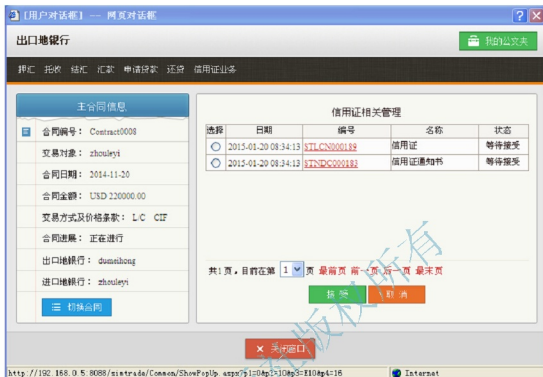 [用户对话框] -- 网页对话框
出口地银行
我的公文夹
押汇 托收 结汇 汇款 申请贷款 还贷 信用证业务
主合同信息
合同编号: Contract0008
交易对象: zhouleyi
合同日期: 2014-11-20
合同金额: USD 220000.00
交易方式及价格条款: L/C CIF
合同进展: 正在进行
出口地银行: dumeihong
进口地银行: zhouleyi
切换合同
信用证相关管理
选择 日期 编号 名称 状态
2015-01-20 08:34:13 STLCN000189 信用证 等待接受
2015-01-20 08:34:13 STNDC000183 信用证通知书 等待接受
共1页,目前在第 1 页 最前页 前一页 后一页 最末页
接受 取消
关闭窗口
版权所有
http://192.168.0.5:8088/simtrade/Common/ShowPopUp.aspx?p1=0&p2=10&p3=E10&p4=16 Internet